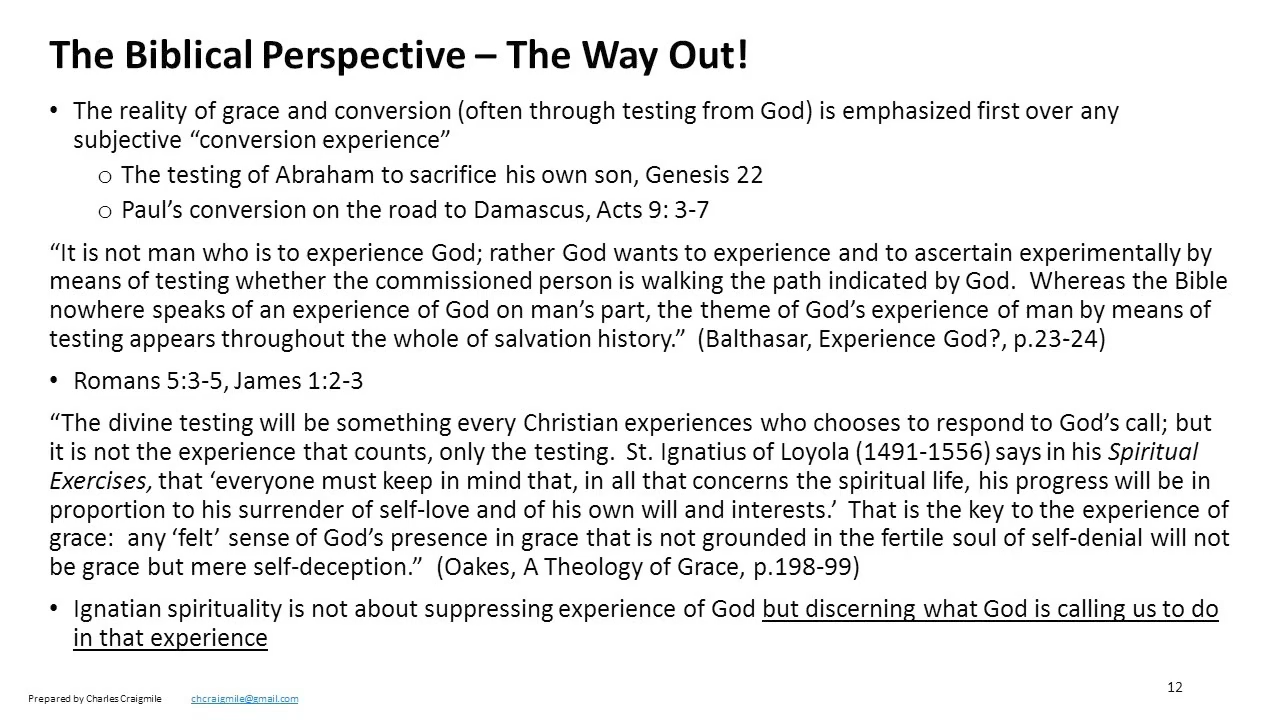 The Biblical Perspective – The Way Out!
• The reality of grace and conversion (often through testing from God) is emphasized first over any
subjective “conversion experience”
o The testing of Abraham to sacrifice his own son, Genesis 22
o Paul’s conversion on the road to Damascus, Acts 9: 3-7
“It is not man who is to experience God; rather God wants to experience and to ascertain experimentally by
means of testing whether the commissioned person is walking the path indicated by God.  Whereas the Bible
nowhere speaks of an experience of God on man’s part, the theme of God’s experience of man by means of
testing appears throughout the whole of salvation history.”  (Balthasar, Experience God?, p.23-24)
• Romans 5:3-5, James 1:2-3
“The divine testing will be something every Christian experiences who chooses to respond to God’s call; but
it is not the experience that counts, only the testing.  St. Ignatius of Loyola (1491-1556) says in his Spiritual
Exercises, that ‘everyone must keep in mind that, in all that concerns the spiritual life, his progress will be in
proportion to his surrender of self-love and of his own will and interests.’  That is the key to the experience of
grace:  any ‘felt’ sense of God’s presence in grace that is not grounded in the fertile soul of self-denial will not
be grace but mere self-deception.”  (Oakes, A Theology of Grace, p.198-99)
• Ignatian spirituality is not about suppressing experience of God but discerning what God is calling us to do
in that experience
Prepared by Charles Craigmile chcraigmile@gmail.com
12